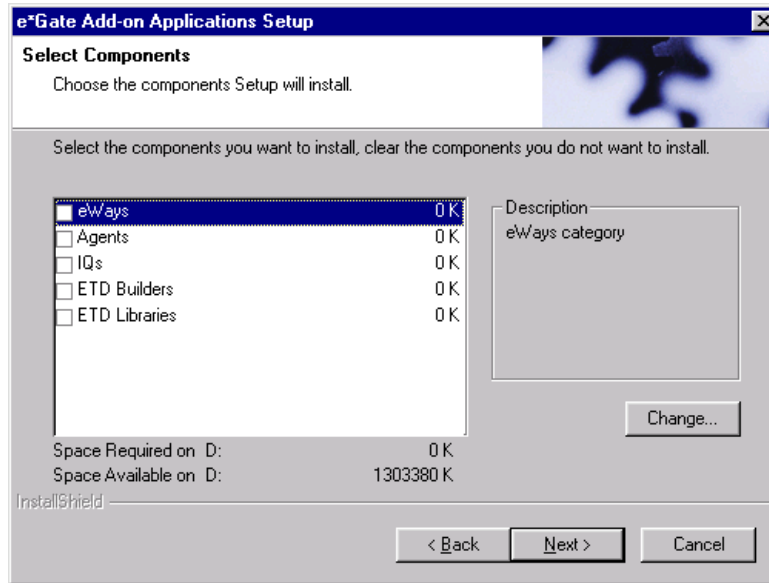 e*Gate Add-on Applications Setup
Select Components
Choose the components Setup will install.
Select the components you want to install, clear the components you do not want to install.
eWays 0 K
Agents 0 K
IQs 0 K
ETD Builders 0 K
ETD Libraries 0 K
Description
eWays category
Change...
Space Required on D: 0 K
Space Available on D: 1303380 K
InstallShield
< Back Next > Cancel